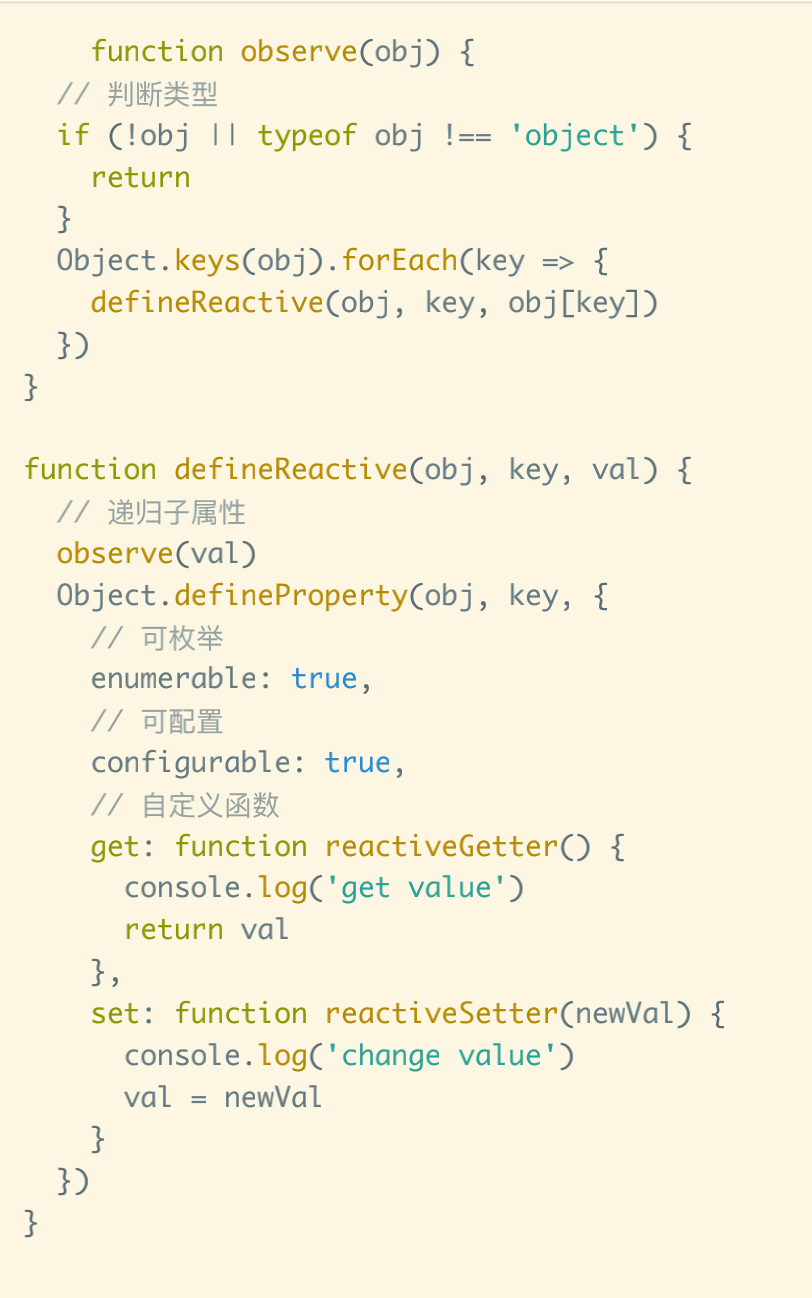 function observe(obj) {
  // 判断类型
  if (!obj || typeof obj !== 'object') {
    return
  }
  Object.keys(obj).forEach(key => {
    defineReactive(obj, key, obj[key])
  })
}

function defineReactive(obj, key, val) {
  // 递归子属性
  observe(val)
  Object.defineProperty(obj, key, {
    // 可枚举
    enumerable: true,
    // 可配置
    configurable: true,
    // 自定义函数
    get: function reactiveGetter() {
      console.log('get value')
      return val
    },
    set: function reactiveSetter(newVal) {
      console.log('change value')
      val = newVal
    }
  })
}